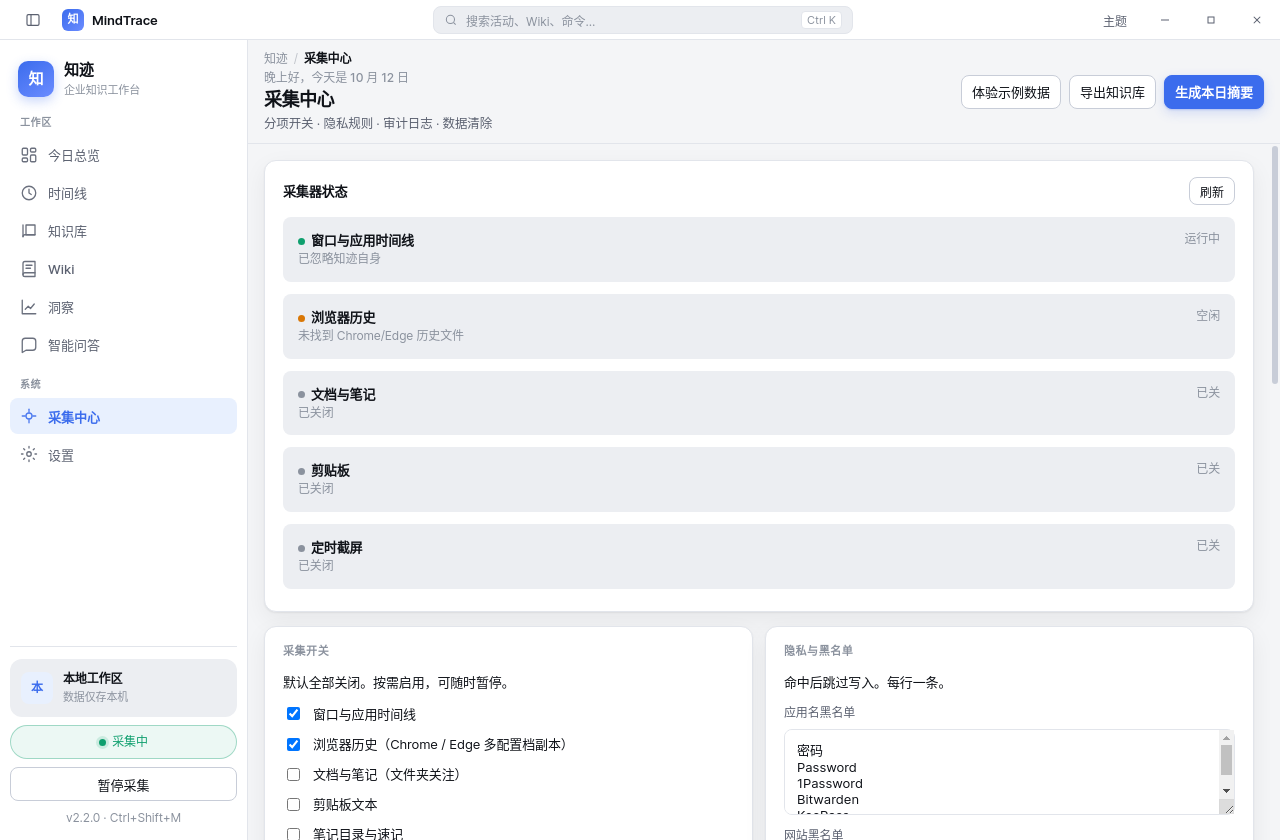 知 MindTrace
搜索活动、Wiki、命令... Ctrl K
主题
知 知迹
企业知识工作台
工作区
今日总览
时间线
知识库
Wiki
洞察
智能问答
系统
采集中心
设置
本 本地工作区
数据仅存本机
采集中
暂停采集
v2.2.0 · Ctrl+Shift+M
知迹 / 采集中心
晚上好，今天是 10 月 12 日
采集中心
分项开关 · 隐私规则 · 审计日志 · 数据清除
体验示例数据 导出知识库 生成本日摘要
采集器状态 刷新
窗口与应用时间线 运行中
已忽略知迹自身
浏览器历史 空闲
未找到 Chrome/Edge 历史文件
文档与笔记 已关
已关闭
剪贴板 已关
已关闭
定时截屏 已关
已关闭
采集开关
默认全部关闭。按需启用，可随时暂停。
窗口与应用时间线
浏览器历史（Chrome / Edge 多配置档副本）
文档与笔记（文件夹关注）
剪贴板文本
笔记目录与速记
隐私与黑名单
命中后跳过写入。每行一条。
应用名黑名单
密码
Password
1Password
Bitwarden
KeePass
网站黑名单